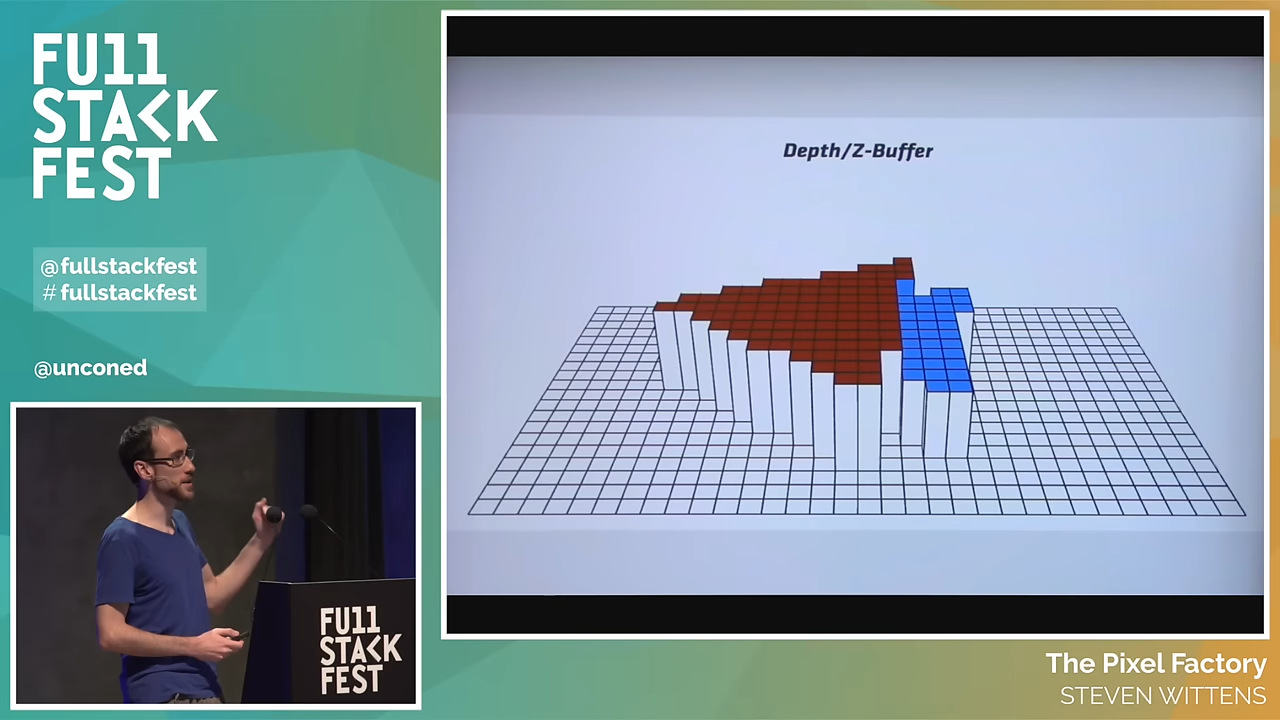 FU11
STACK
FEST
@fullstackfest
# fullstackfest
@unconed
Depth/Z-Buffer
FU11
STACK
FEST
The Pixel Factory
STEVEN WITTENS